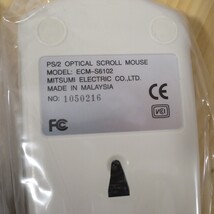 PS/2 OPTICAL SCROLL MOUSE
MODEL: ECM-S6102
MITSUMI ELECTRIC CO.,LTD.
MADE IN MALAYSIA
NO: 1050216
FC
CE